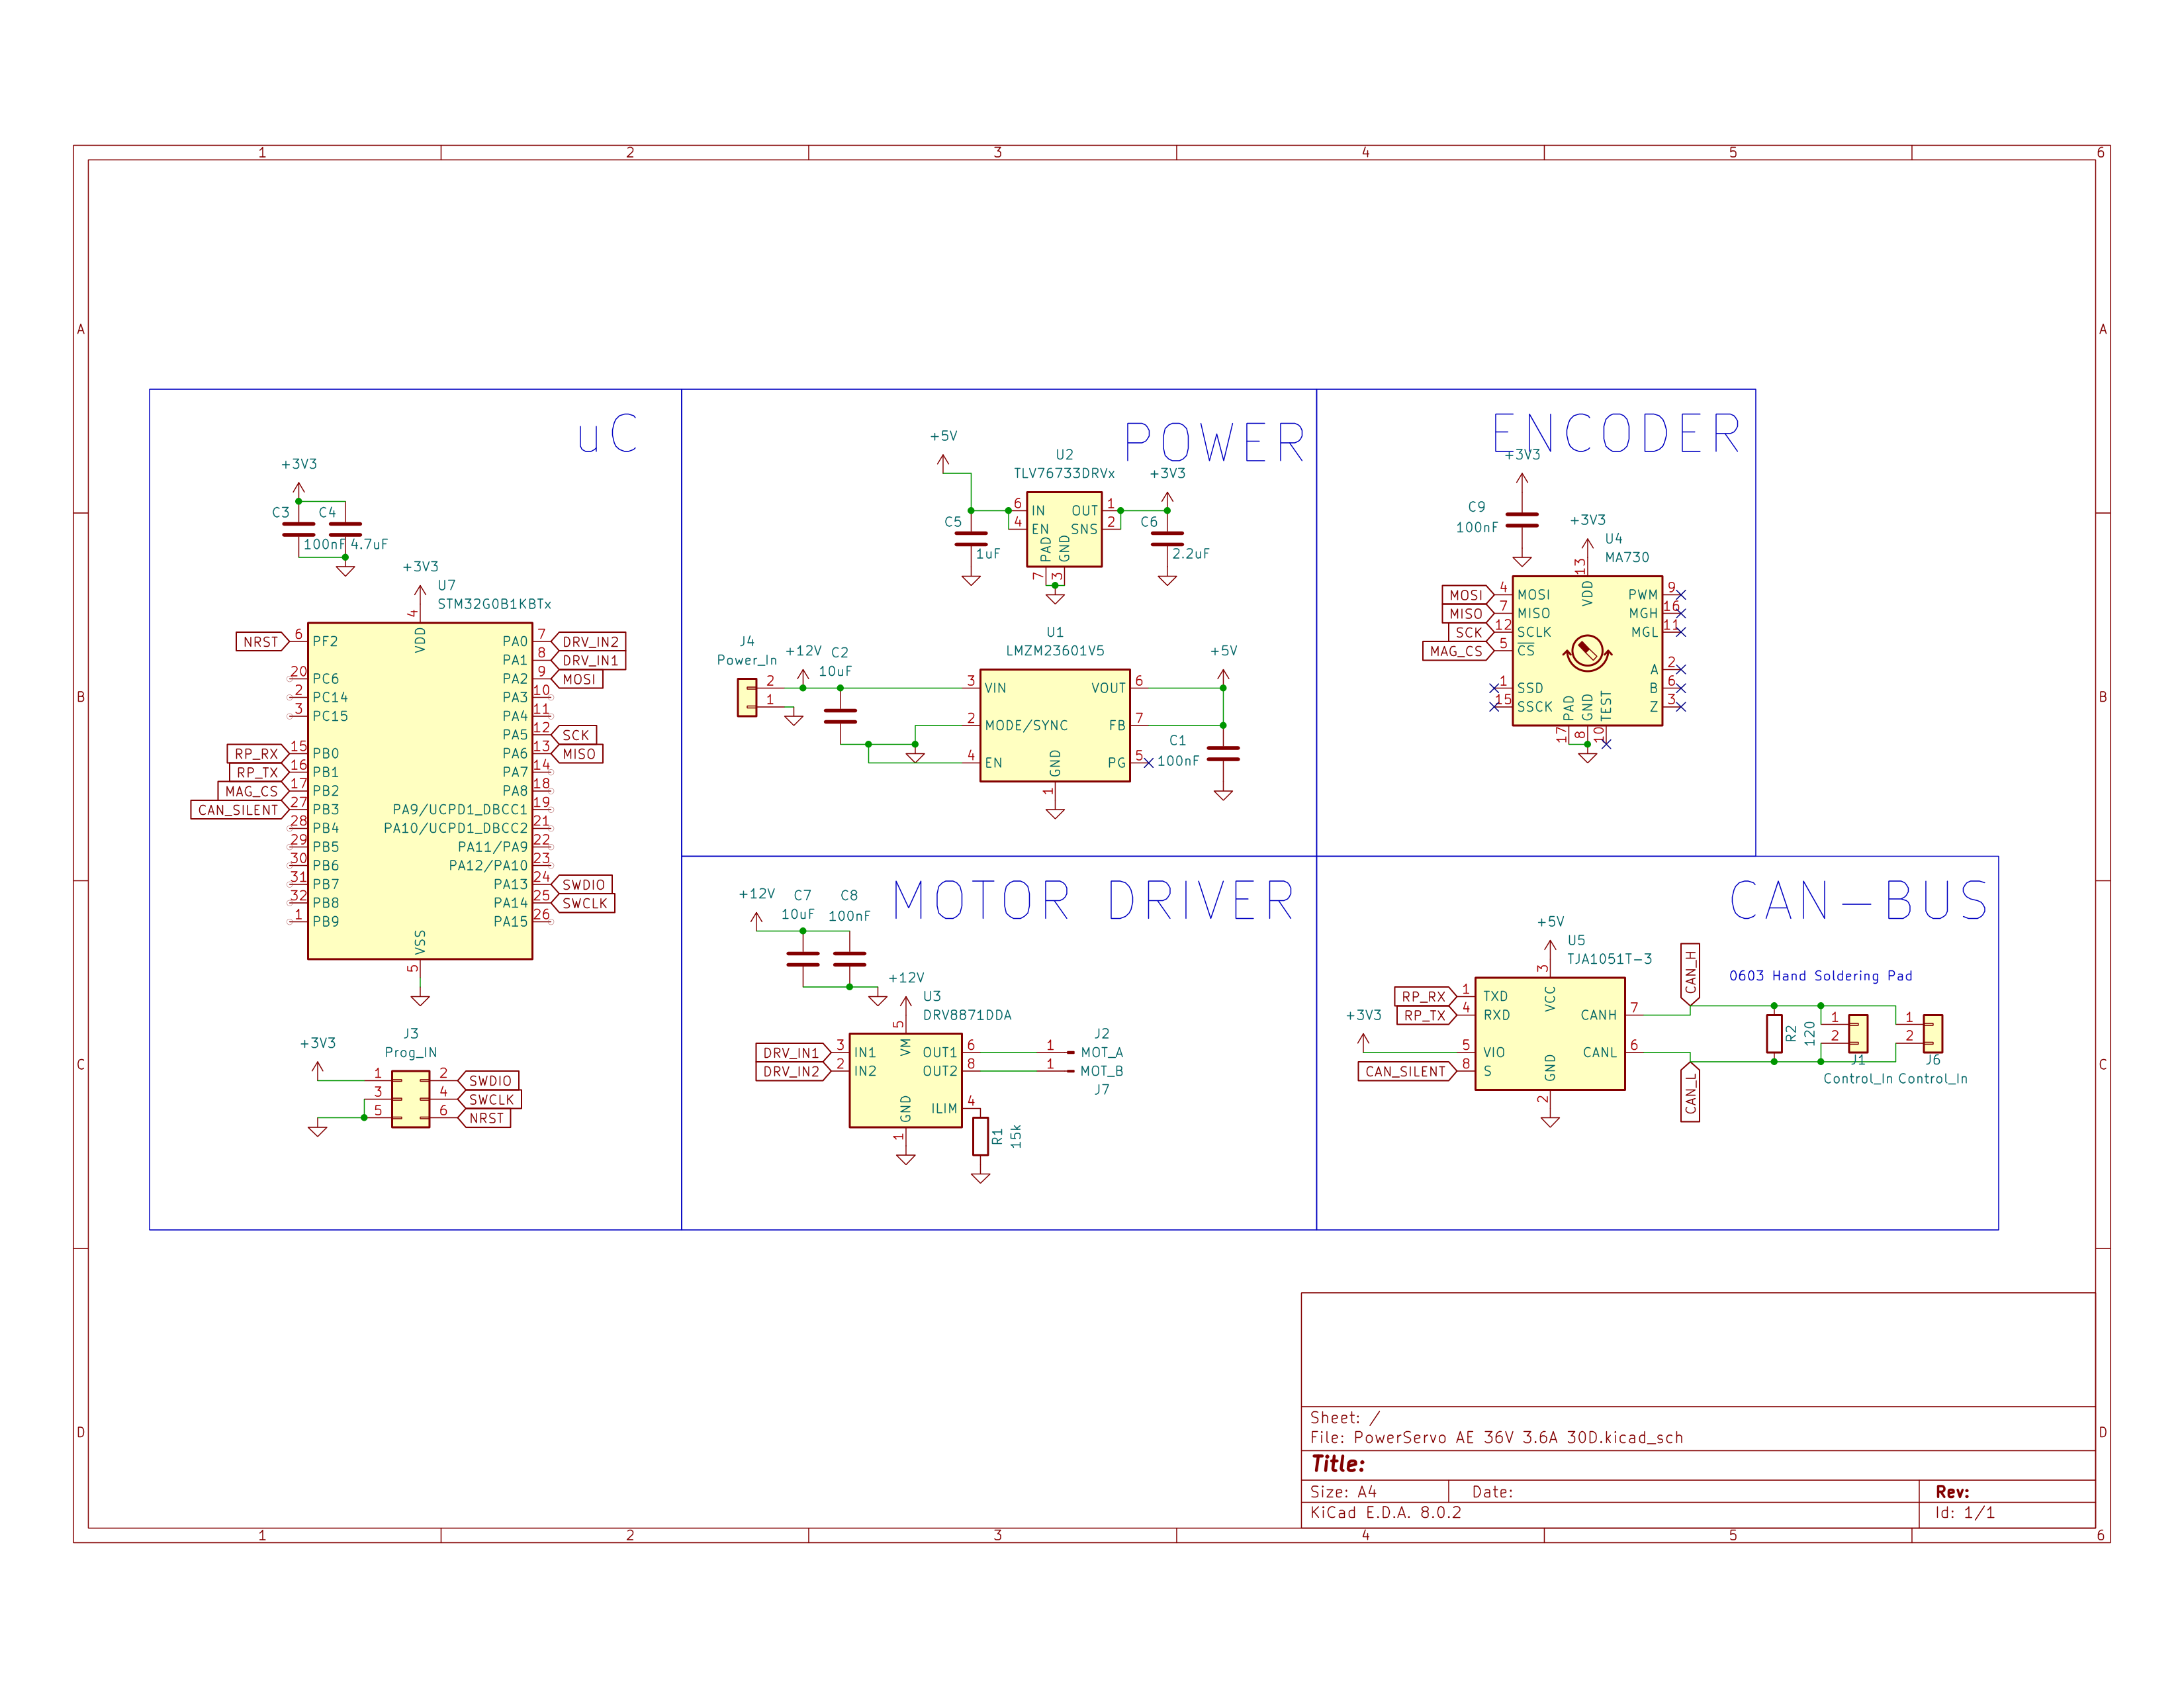 1 2 3 4 5 6
A A
B B
C C
D D
1 2 3 4 5 6
uC
+3V3
C3 C4
100nF 4.7uF
+3V3
U7
STM32G0B1KBTx
4
VDD
NRST 6 PF2
20 PC6
2 PC14
3 PC15
RP_RX 15 PB0
RP_TX 16 PB1
MAG_CS 17 PB2
CAN_SILENT 27 PB3
28 PB4
29 PB5
30 PB6
31 PB7
32 PB8
1 PB9
PA0 7 DRV_IN2
PA1 8 DRV_IN1
PA2 9 MOSI
PA3 10
PA4 11
PA5 12 SCK
PA6 13 MISO
PA7 14
PA8 18
PA9/UCPD1_DBCC1 19
PA10/UCPD1_DBCC2 21
PA11/PA9 22
PA12/PA10 23
PA13 24 SWDIO
PA14 25 SWCLK
PA15 26
VSS
5
J3
Prog_IN
+3V3
1 2 SWDIO
3 4 SWCLK
5 6 NRST
POWER
+5V
U2
TLV76733DRVx
+3V3
6 IN OUT 1
4 EN SNS 2
PAD GND
7 3
C5
1uF
C6
2.2uF
J4
Power_In
2
1
+12V
C2
10uF
U1
LMZM23601V5
+5V
3 VIN VOUT 6
2 MODE/SYNC FB 7
4 EN PG 5
GND
1
C1
100nF
ENCODER
+3V3
C9
100nF
+3V3
U4
MA730
13
VDD
MOSI 4 MOSI PWM 9
MISO 7 MISO MGH 16
SCK 12 SCLK MGL 11
MAG_CS 5 CS
A 2
1 SSD B 6
15 SSCK Z 3
PAD GND TEST
17 8 10
MOTOR DRIVER
+12V
C7 C8
10uF 100nF
+12V
U3
DRV8871DDA
5
VM
DRV_IN1 3 IN1 OUT1 6
DRV_IN2 2 IN2 OUT2 8
ILIM 4
GND
1
J2
1 MOT_A
1 MOT_B
J7
R1
15k
CAN-BUS
+5V
U5
TJA1051T-3
3
VCC
RP_RX 1 TXD
RP_TX 4 RXD
+3V3
5 VIO
CAN_SILENT 8 S
CANH 7
CANL 6
GND
2
CAN_H
CAN_L
0603 Hand Soldering Pad
R2
120
1
2
J1
Control_In
1
2
J6
Control_In
Sheet: /
File: PowerServo AE 36V 3.6A 30D.kicad_sch
Title:
Size: A4 Date: Rev:
KiCad E.D.A. 8.0.2 Id: 1/1